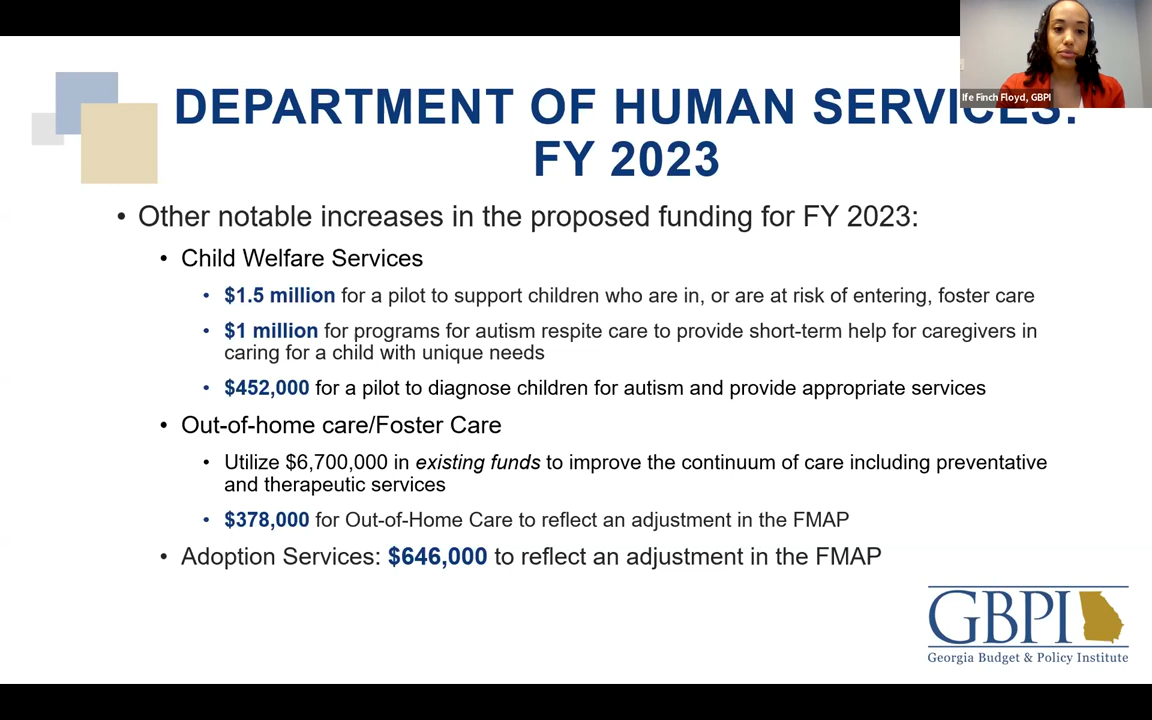 DEPARTMENT OF HUMAN SERVICES:
FY 2023
Ife Finch Floyd, GBPI
• Other notable increases in the proposed funding for FY 2023:
• Child Welfare Services
• $1.5 million for a pilot to support children who are in, or are at risk of entering, foster care
• $1 million for programs for autism respite care to provide short-term help for caregivers in
caring for a child with unique needs
• $452,000 for a pilot to diagnose children for autism and provide appropriate services
• Out-of-home care/Foster Care
• Utilize $6,700,000 in existing funds to improve the continuum of care including preventative
and therapeutic services
• $378,000 for Out-of-Home Care to reflect an adjustment in the FMAP
• Adoption Services: $646,000 to reflect an adjustment in the FMAP
GBPI
Georgia Budget & Policy Institute